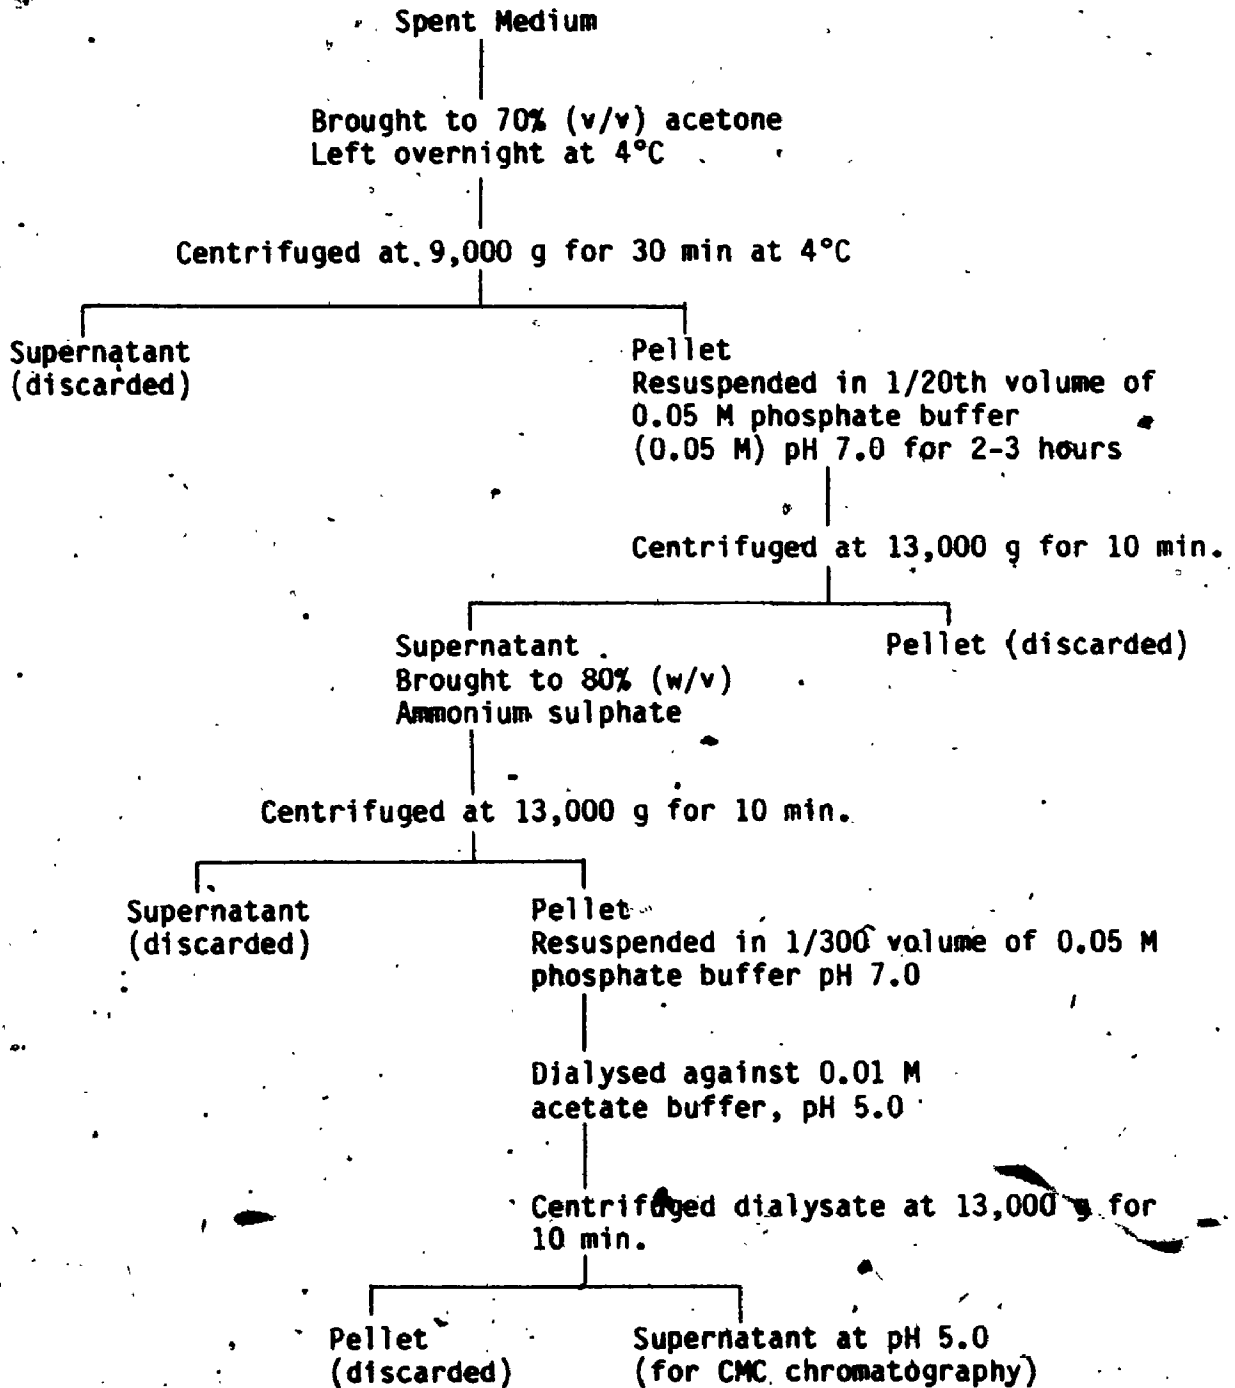 Spent Medium
Brought to 70% (v/v) acetone
Left overnight at 4°C
Centrifuged at 9,000 g for 30 min at 4°C
Supernatant
(discarded)
Pellet
Resuspended in 1/20th volume of
0.05 M phosphate buffer
(0.05 M) pH 7.0 for 2-3 hours
Centrifuged at 13,000 g for 10 min.
Supernatant
Brought to 80% (w/v)
Ammonium sulphate
Pellet (discarded)
Centrifuged at 13,000 g for 10 min.
Supernatant
(discarded)
Pellet
Resuspended in 1/300 volume of 0.05 M
phosphate buffer pH 7.0
Dialysed against 0.01 M
acetate buffer, pH 5.0
Centrifuged dialysate at 13,000 g for
10 min.
Pellet
(discarded)
Supernatant at pH 5.0
(for CMC chromatography)